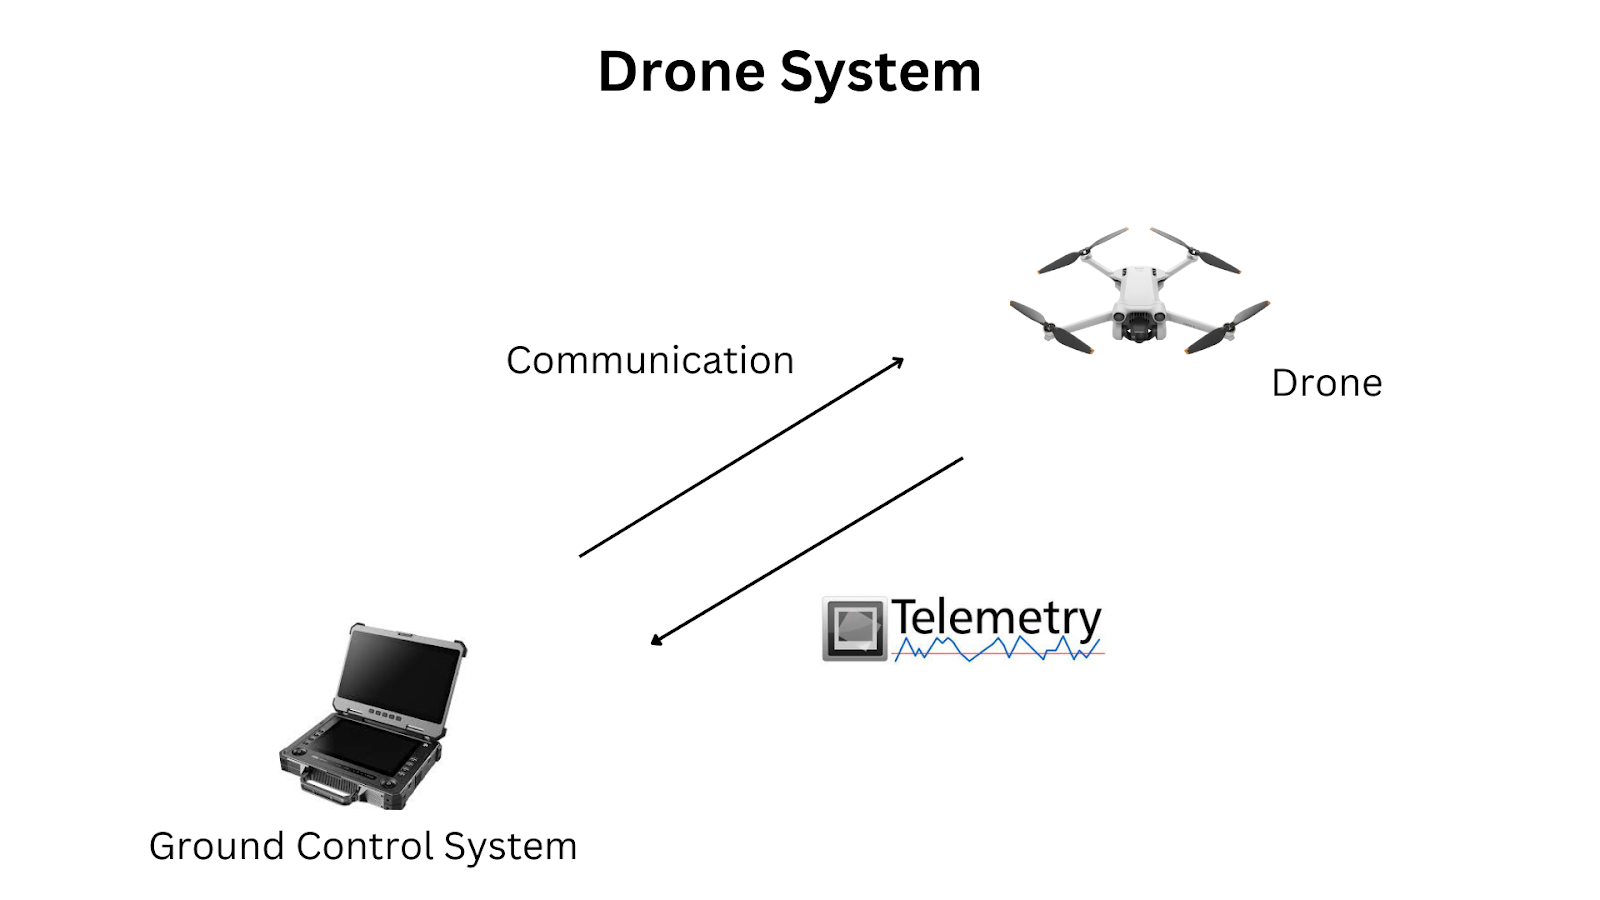 Drone System
Communication
Drone
Telemetry
Ground Control System